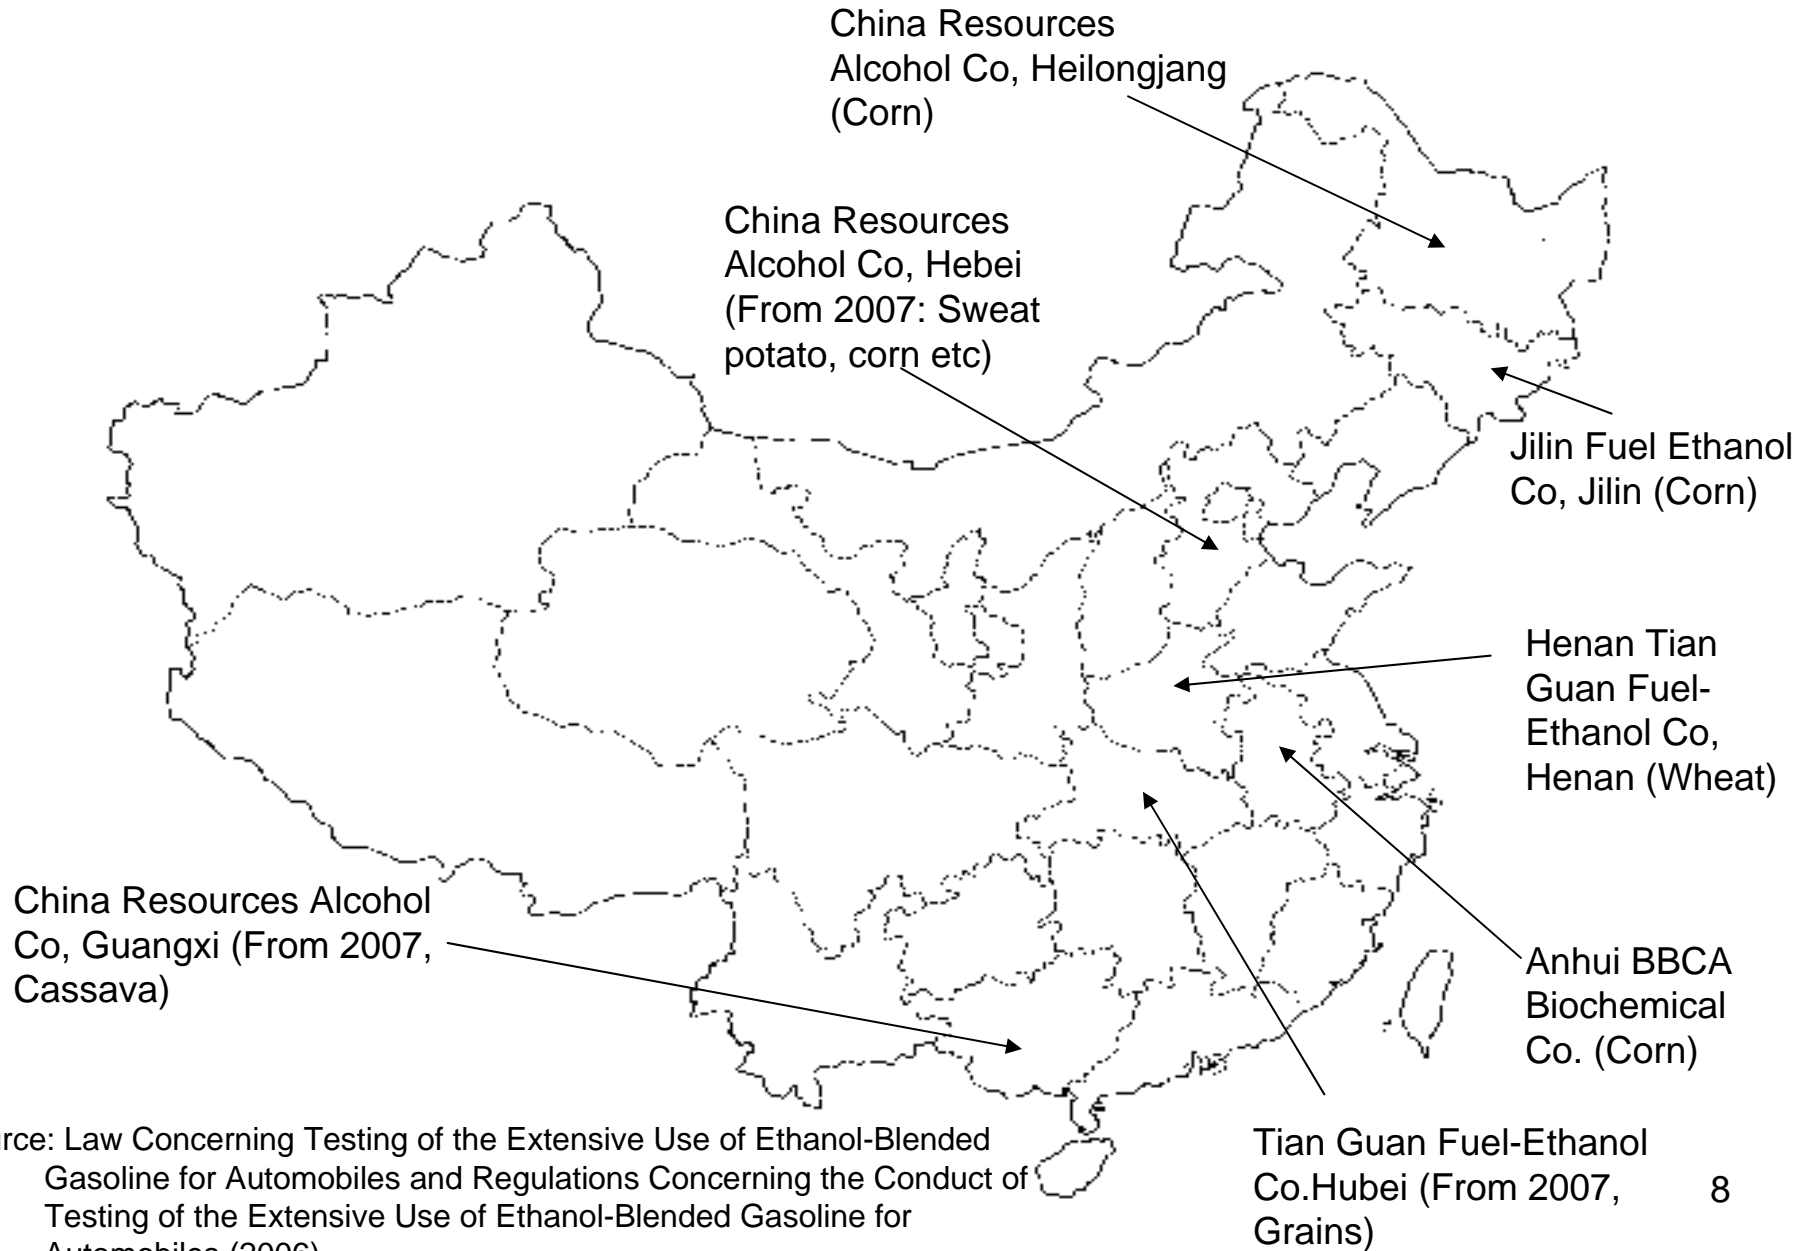 China Resources
Alcohol Co, Heilongjang
(Corn)
China Resources
Alcohol Co, Hebei
(From 2007: Sweat
potato, corn etc)
Jilin Fuel Ethanol
Co, Jilin (Corn)
Henan Tian
Guan Fuel-
Ethanol Co,
Henan (Wheat)
China Resources Alcohol
Co, Guangxi (From 2007,
Cassava)
Anhui BBCA
Biochemical
Co. (Corn)
Tian Guan Fuel-Ethanol
Co.Hubei (From 2007,
Grains)
8
rce: Law Concerning Testing of the Extensive Use of Ethanol-Blended
Gasoline for Automobiles and Regulations Concerning the Conduct of
Testing of the Extensive Use of Ethanol-Blended Gasoline for
Automobiles (2006)